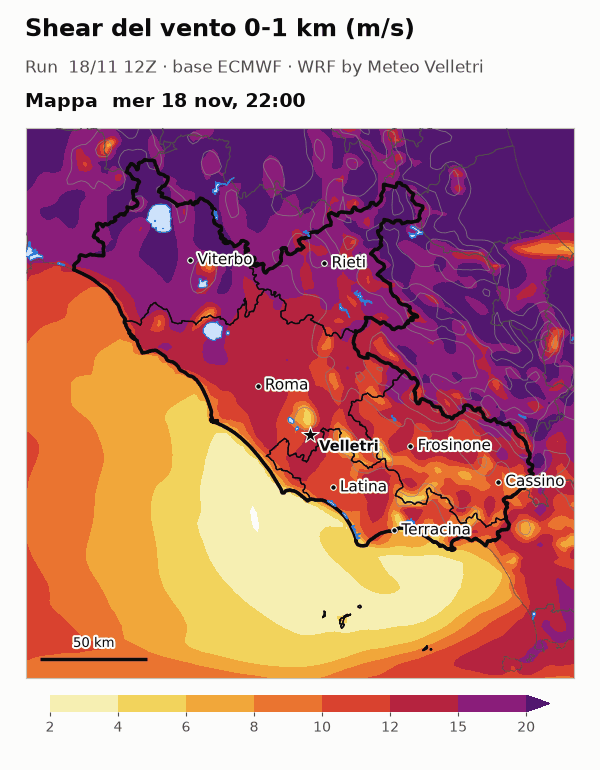 Shear del vento 0-1 km (m/s)
Run  18/11 12Z · base ECMWF · WRF by Meteo Velletri
Mappa  mer 18 nov, 22:00
Viterbo
Rieti
Roma
Velletri
Frosinone
Latina
Cassino
Terracina
50 km
2 4 6 8 10 12 15 20